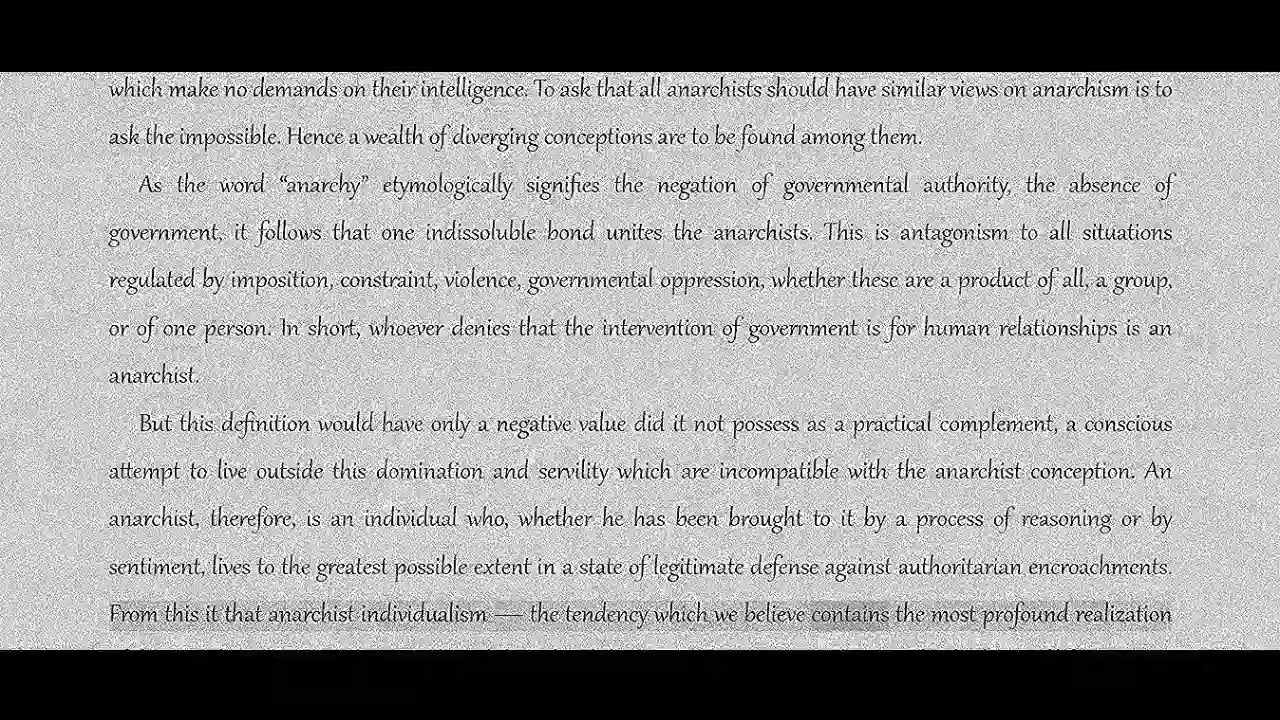 which make no demands on their intelligence. To ask that all anarchists should have similar views on anarchism is to
ask the impossible. Hence a wealth of diverging conceptions are to be found among them.
As the word “anarchy” etymologically signifies the negation of governmental authority, the absence of
government, it follows that one indissoluble bond unites the anarchists. This is antagonism to all situations
regulated by imposition, constraint, violence, governmental oppression, whether these are a product of all, a group,
or of one person. In short, whoever denies that the intervention of government is for human relationships is an
anarchist.
But this definition would have only a negative value did it not possess as a practical complement, a conscious
attempt to live outside this domination and servility which are incompatible with the anarchist conception. An
anarchist, therefore, is an individual who, whether he has been brought to it by a process of reasoning or by
sentiment, lives to the greatest possible extent in a state of legitimate defense against authoritarian encroachments.
From this it that anarchist individualism — the tendency which we believe contains the most profound realization